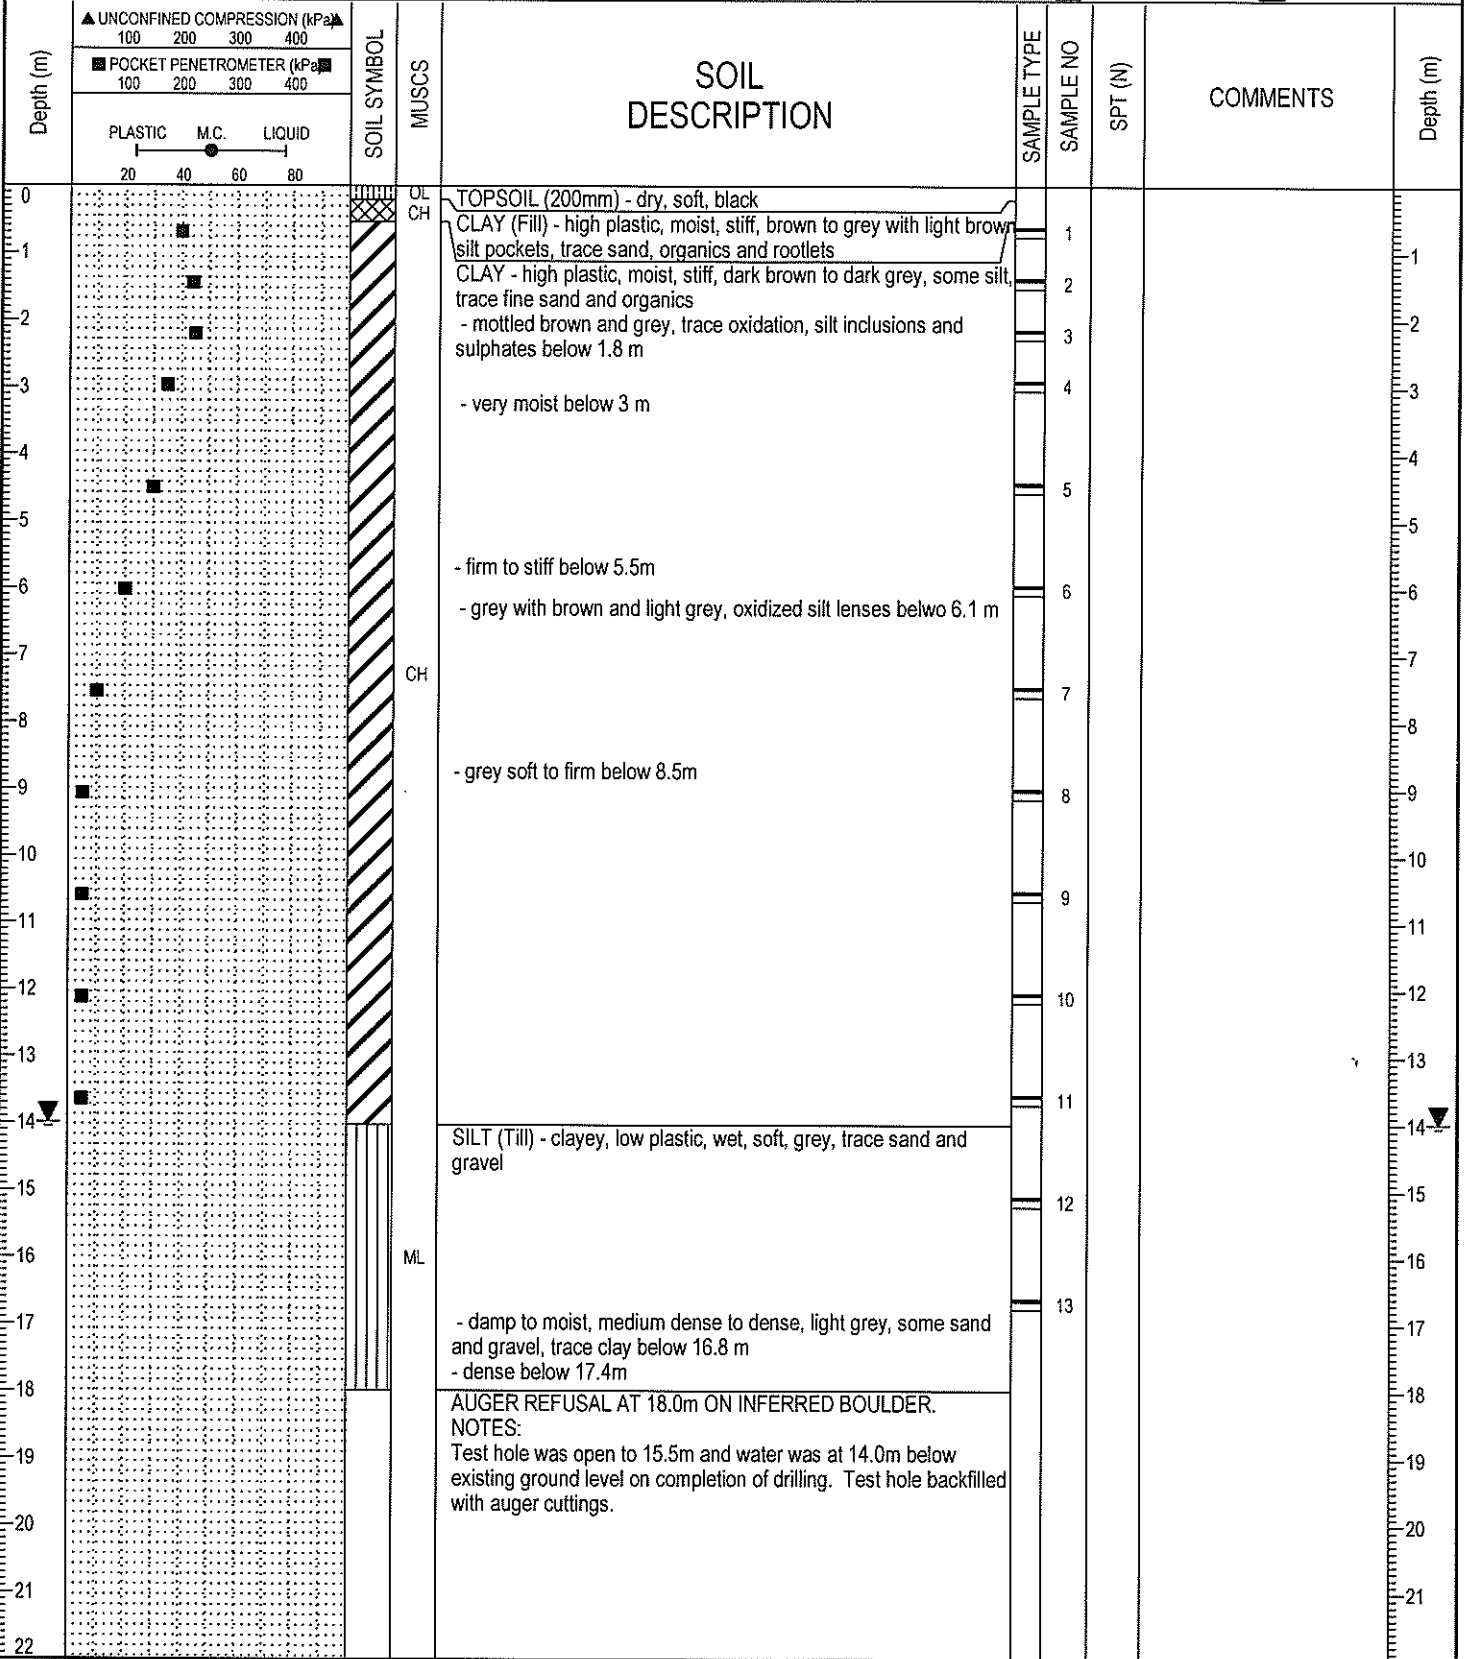 ▲ UNCONFINED COMPRESSION (kPa) ▲
100 200 300 400
■ POCKET PENETROMETER (kPa) ■
100 200 300 400
PLASTIC M.C. LIQUID
20 40 60 80
Depth (m)
SOIL SYMBOL
MUSCS
SOIL
DESCRIPTION
SAMPLE TYPE
SAMPLE NO
SPT (N)
COMMENTS
Depth (m)
0
OL
TOPSOIL (200mm) - dry, soft, black
CH
CLAY (Fill) - high plastic, moist, stiff, brown to grey with light brown
1
silt pockets, trace sand, organics and rootlets
1
1
CLAY - high plastic, moist, stiff, dark brown to dark grey, some silt,
2
trace fine sand and organics
2
2
- mottled brown and grey, trace oxidation, silt inclusions and
3
sulphates below 1.8 m
3
4
3
- very moist below 3 m
4
4
5
5
5
- firm to stiff below 5.5m
6
6
6
- grey with brown and light grey, oxidized silt lenses belwo 6.1 m
7
7
CH
7
8
8
- grey soft to firm below 8.5m
9
8
9
10
10
9
11
11
12
10
12
13
13
11
14
14
SILT (Till) - clayey, low plastic, wet, soft, grey, trace sand and
gravel
15
12
15
16
ML
16
13
17
- damp to moist, medium dense to dense, light grey, some sand
17
and gravel, trace clay below 16.8 m
- dense below 17.4m
18
18
AUGER REFUSAL AT 18.0m ON INFERRED BOULDER.
NOTES:
19
Test hole was open to 15.5m and water was at 14.0m below
19
existing ground level on completion of drilling. Test hole backfilled
with auger cuttings.
20
20
21
21
22